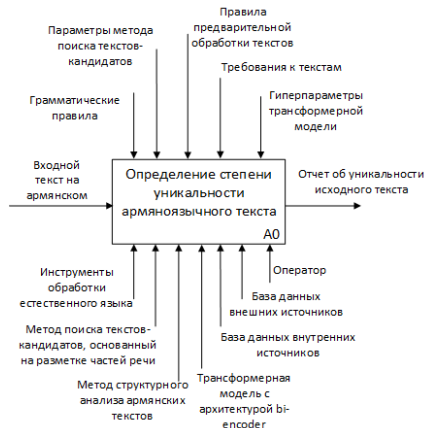 Правила
предварительной
обработки текстов
Параметры метода
поиска текстов-
кандидатов
Требования к текстам
Грамматические
правила
Гиперпараметры
трансформерной
модели
Входной
текст на
армянском
Определение степени
уникальности
армяноязычного текста
A0
Отчет об уникальности
исходного текста
Оператор
Инструменты
обработки
естественного языка
База данных
внешних источников
Метод поиска текстов-
кандидатов, основанный
на разметке частей речи
База данных внутренних
источников
Метод структурного
анализа армянских
текстов
Трансформерная
модель с
архитектурой bi-
encoder